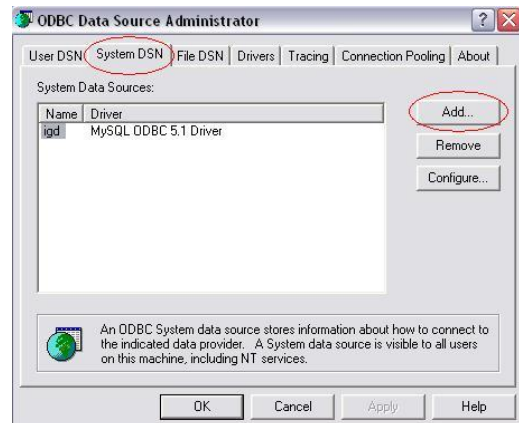 ODBC Data Source Administrator
User DSN System DSN File DSN Drivers Tracing Connection Pooling About
System Data Sources:
Name Driver
igd MySQL ODBC 5.1 Driver
Add...
Remove
Configure...
An ODBC System data source stores information about how to connect to
the indicated data provider. A System data source is visible to all users
on this machine, including NT services.
OK Cancel Apply Help